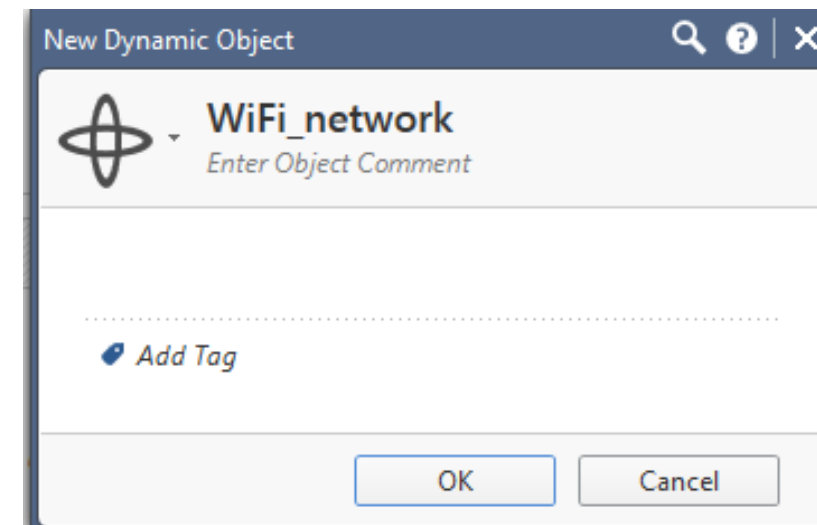 New Dynamic Object
WiFi_network
Enter Object Comment
Add Tag
OK
Cancel